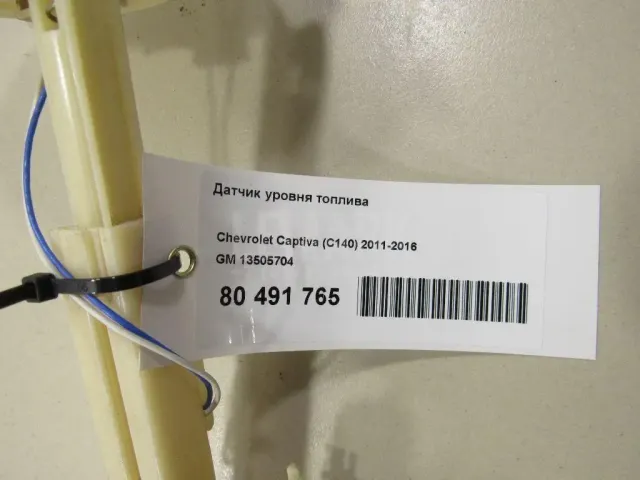 Датчик уровня топлива
Chevrolet Captiva (C140) 2011-2016
GM 13505704
80 491 765